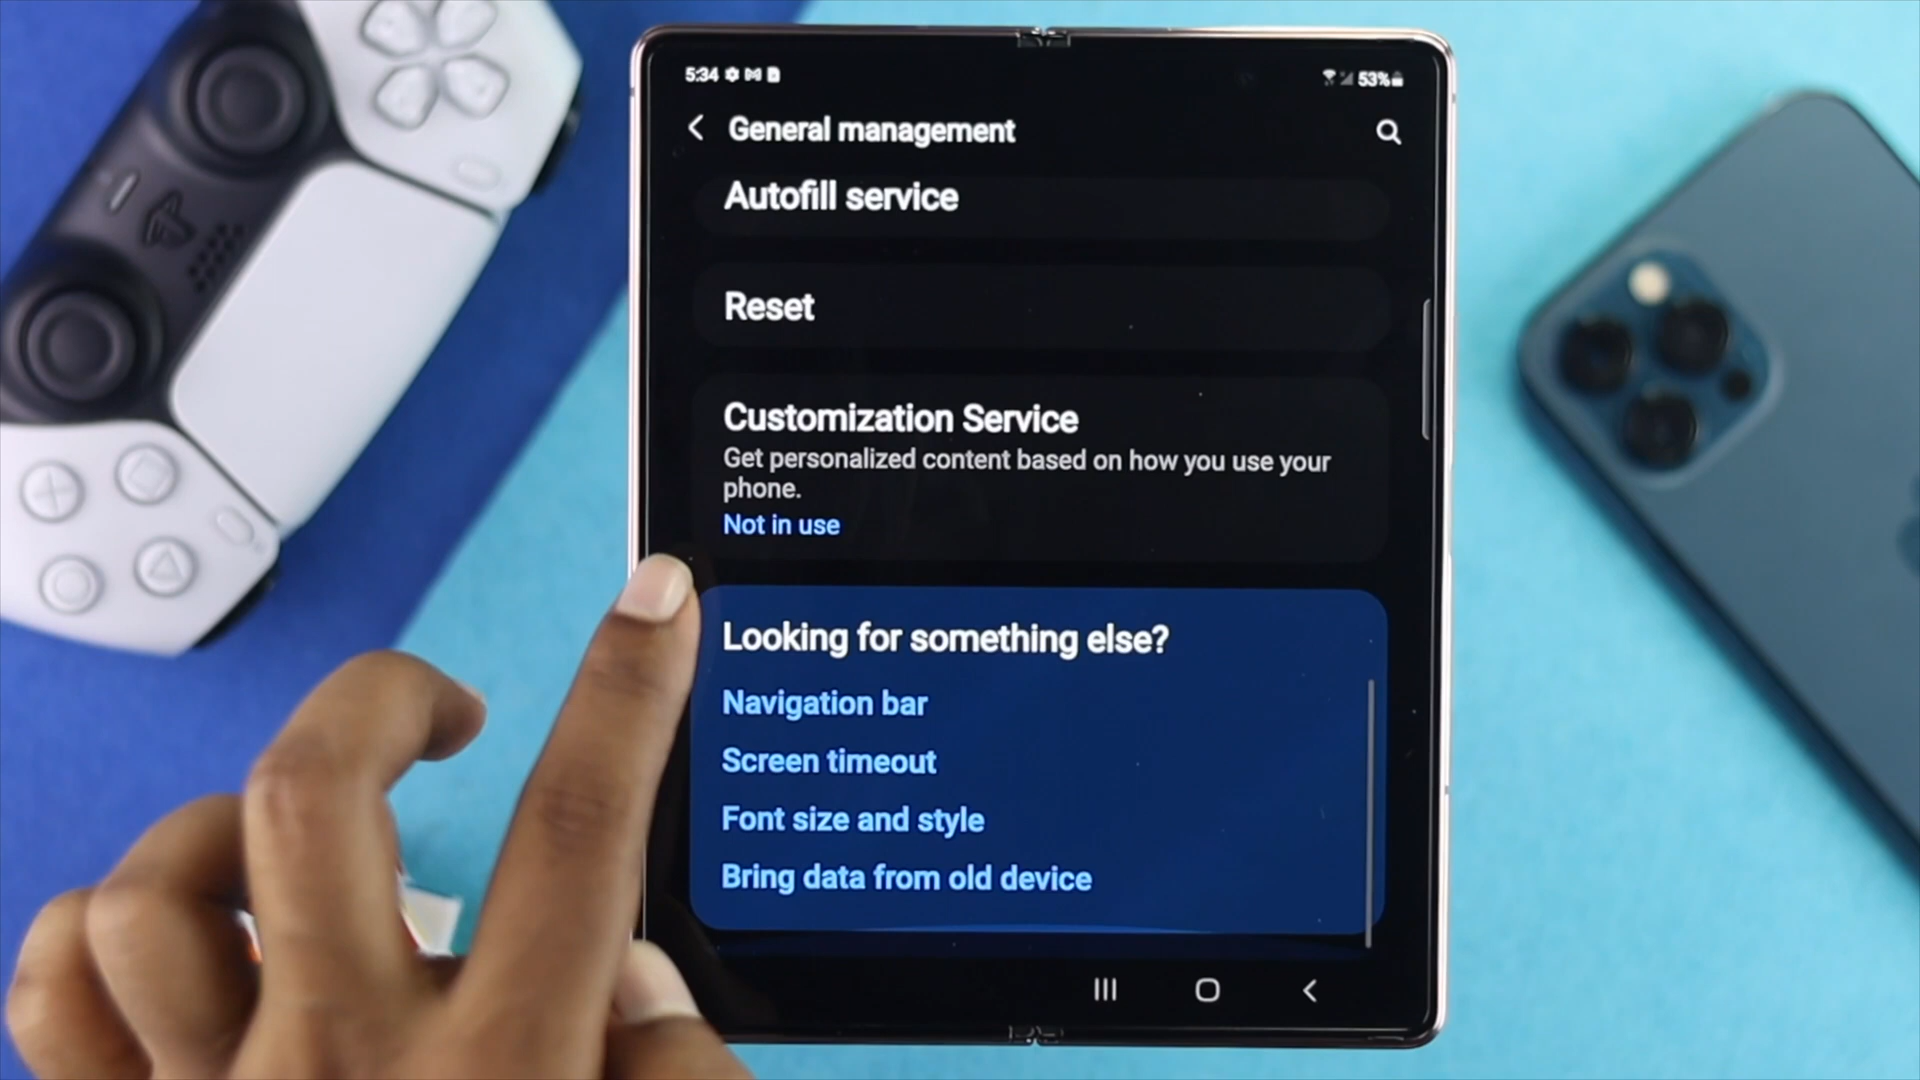 5:34
53%
General management
Autofill service
Reset
Customization Service
Get personalized content based on how you use your
phone.
Not in use
Looking for something else?
Navigation bar
Screen timeout
Font size and style
Bring data from old device